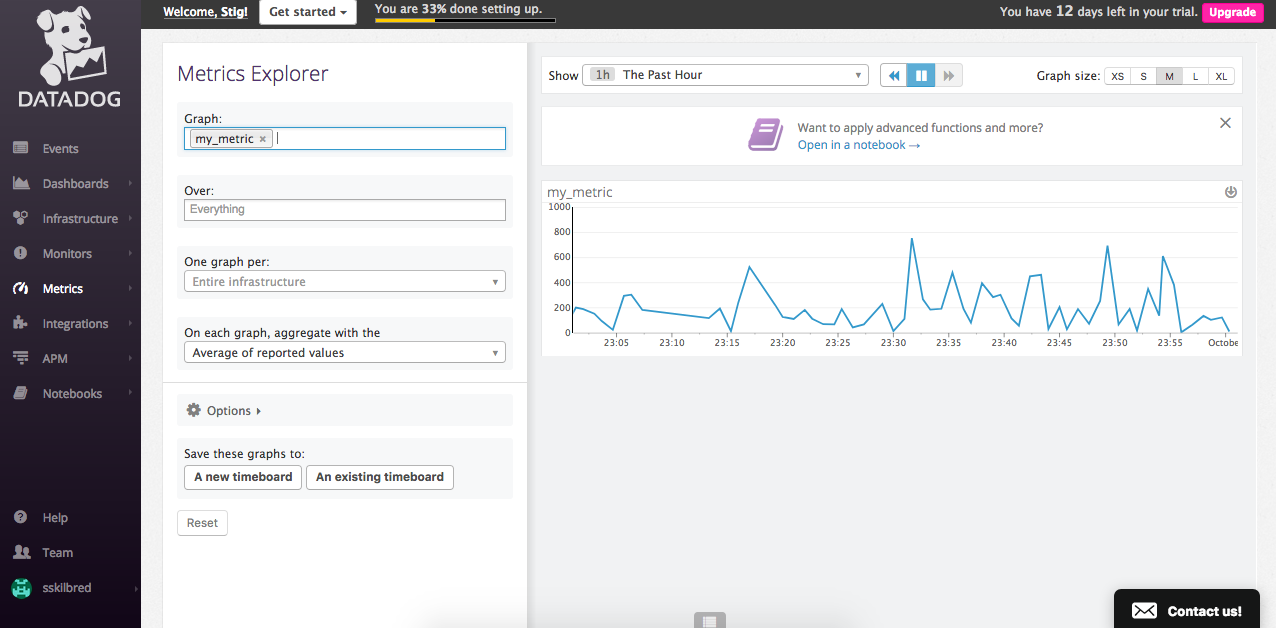 Welcome, Stig!
Get started
You are 33% done setting up.
You have 12 days left in your trial.
Upgrade
DATADOG
Events
Dashboards
Infrastructure
Monitors
Metrics
Integrations
APM
Notebooks
Help
Team
sskilbred
Metrics Explorer
Graph:
my_metric ×
Over:
Everything
One graph per:
Entire infrastructure
On each graph, aggregate with the
Average of reported values
Options
Save these graphs to:
A new timeboard
An existing timeboard
Reset
Show 1h The Past Hour
Graph size: XS S M L XL
Want to apply advanced functions and more?
Open in a notebook →
my_metric
1000
800
600
400
200
0
23:05 23:10 23:15 23:20 23:25 23:30 23:35 23:40 23:45 23:50 23:55 Octobe
Contact us!